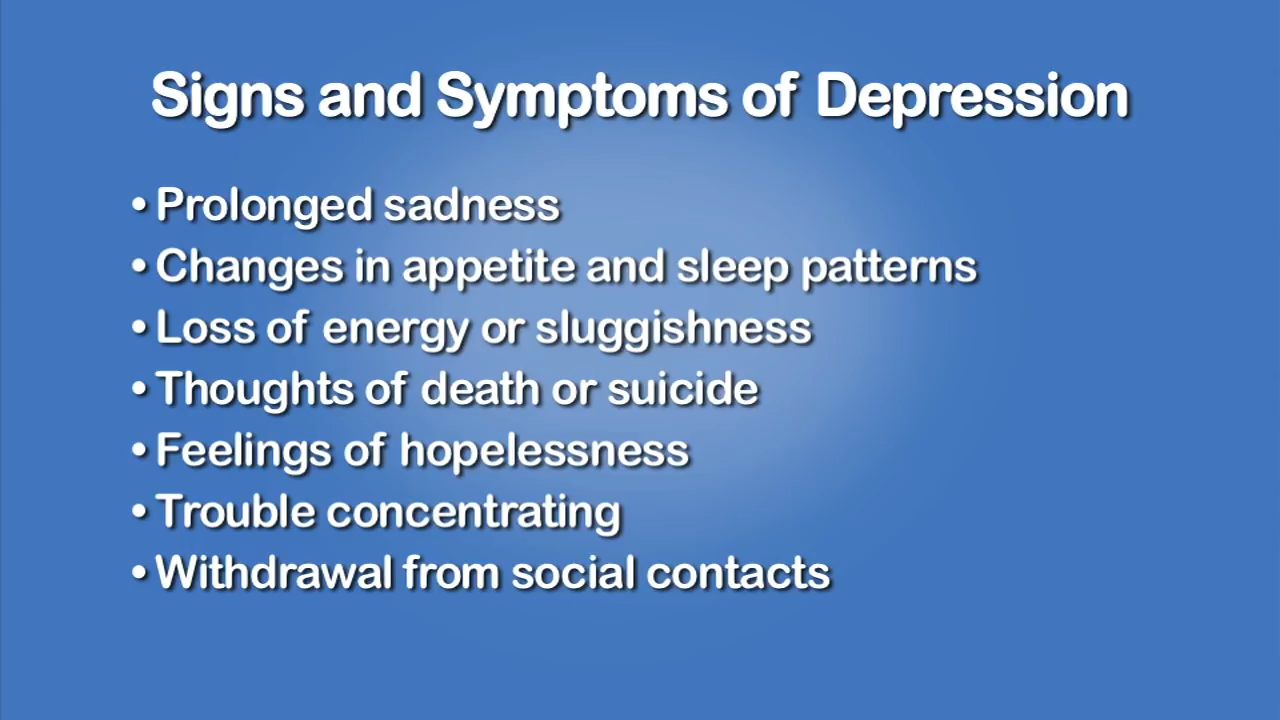 Signs and Symptoms of Depression
• Prolonged sadness
• Changes in appetite and sleep patterns
• Loss of energy or sluggishness
• Thoughts of death or suicide
• Feelings of hopelessness
• Trouble concentrating
• Withdrawal from social contacts